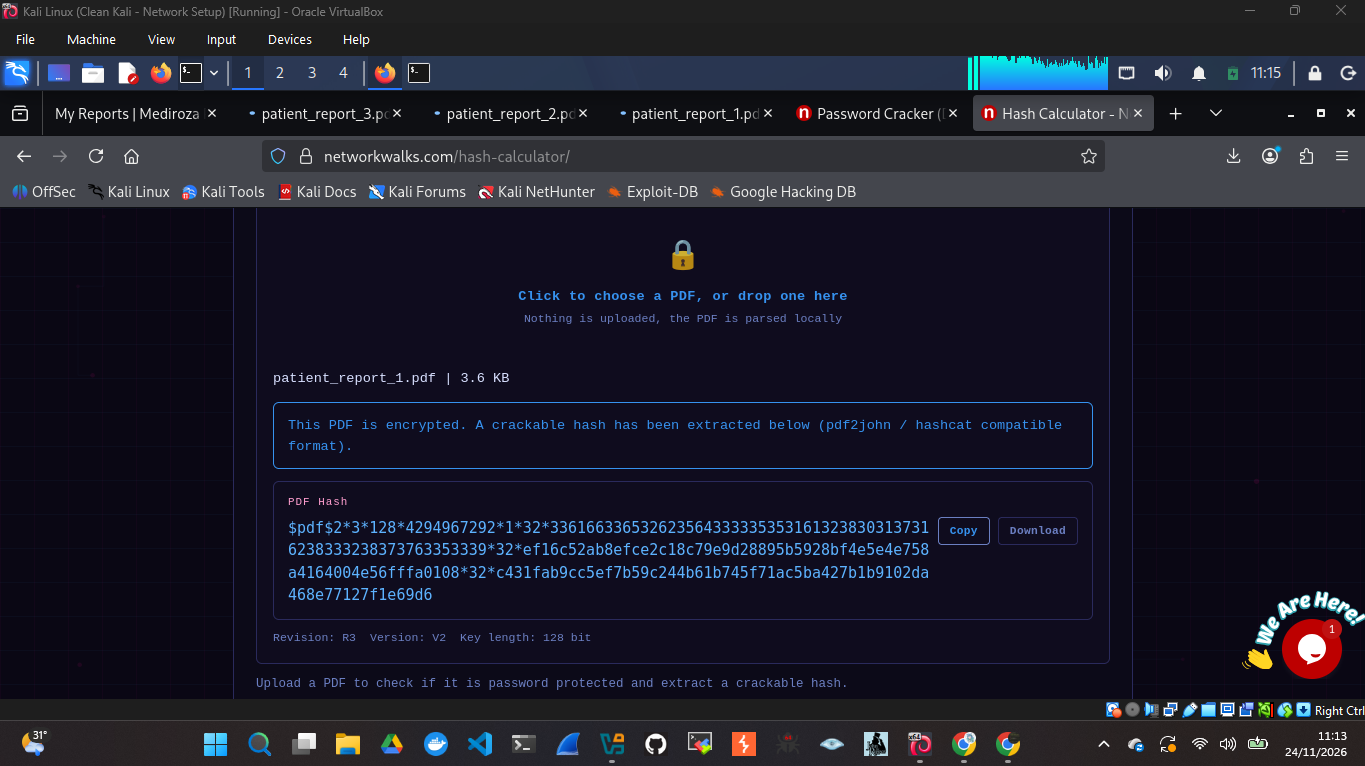 Kali Linux (Clean Kali - Network Setup) [Running] - Oracle VirtualBox
File Machine View Input Devices Help
1 2 3 4 11:15
My Reports | Mediroza patient_report_3.pc patient_report_2.pd patient_report_1.pd Password Cracker (I Hash Calculator - N
networkwalks.com/hash-calculator/
OffSec Kali Linux Kali Tools Kali Docs Kali Forums Kali NetHunter Exploit-DB Google Hacking DB
Click to choose a PDF, or drop one here
Nothing is uploaded, the PDF is parsed locally
patient_report_1.pdf | 3.6 KB
This PDF is encrypted. A crackable hash has been extracted below (pdf2john / hashcat compatible
format).
PDF Hash
$pdf$2*3*128*4294967292*1*32*336166336532623564333335353161323830313731
62383332383737633533339*32*ef16c52ab8efce2c18c79e9d28895b5928bf4e5e4e758
a4164004e56fffa0108*32*c431fab9cc5ef7b59c244b61b745f71ac5ba427b1b9102da
468e77127f1e69d6
Copy Download
Revision: R3 Version: V2 Key length: 128 bit
We Are Here!
1
Upload a PDF to check if it is password protected and extract a crackable hash.
Right Ctrl
31°
11:13
24/11/2026